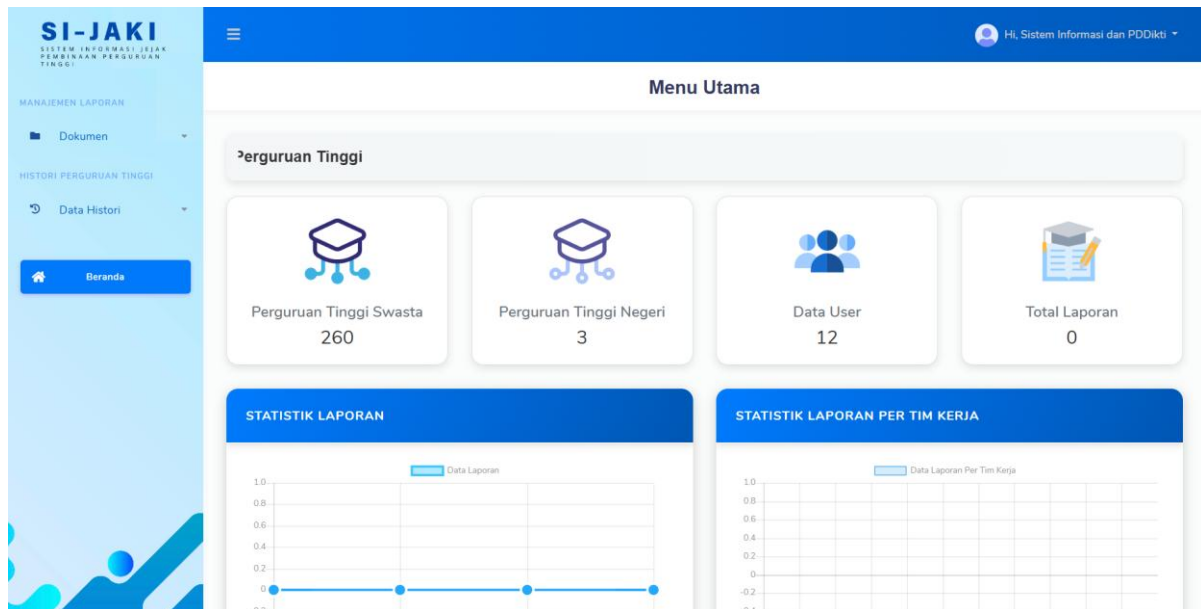 SI-JAKI
SISTEM INFORMASI JEJAK
PEMBINAAN PERGURUAN
TINGGI
Hi, Sistem Informasi dan PDDikti
Menu Utama
MANAJEMEN LAPORAN
Dokumen
HISTORI PERGURUAN TINGGI
Data Histori
Beranda
Perguruan Tinggi
Perguruan Tinggi Swasta
260
Perguruan Tinggi Negeri
3
Data User
12
Total Laporan
0
STATISTIK LAPORAN
Data Laporan
1.0
0.8
0.6
0.4
0.2
0
STATISTIK LAPORAN PER TIM KERJA
Data Laporan Per Tim Kerja
1.0
0.8
0.6
0.4
0.2
0
-0.2